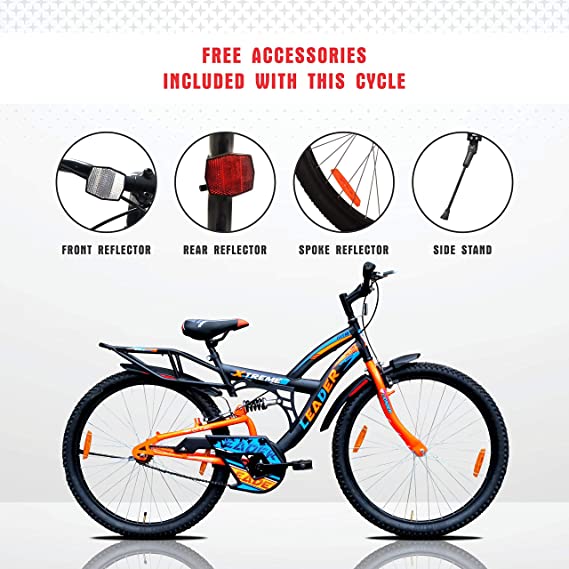 FREE ACCESSORIES
INCLUDED WITH THIS CYCLE
FRONT REFLECTOR
REAR REFLECTOR
SPOKE REFLECTOR
SIDE STAND
XTREME
LEADER